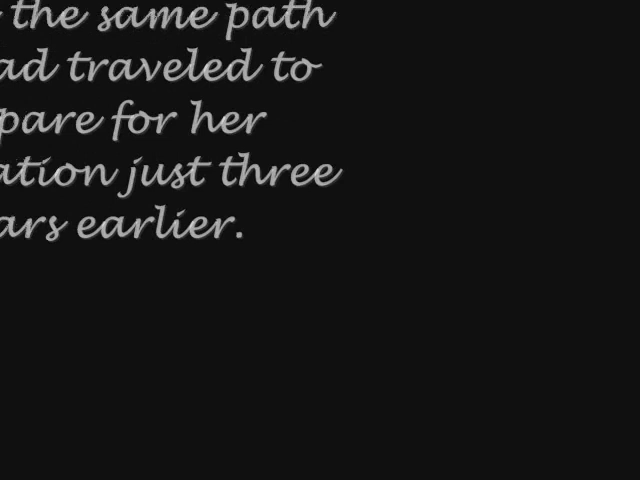 the same path
ad traveled to
pare for her
ation just three
ars earlier.